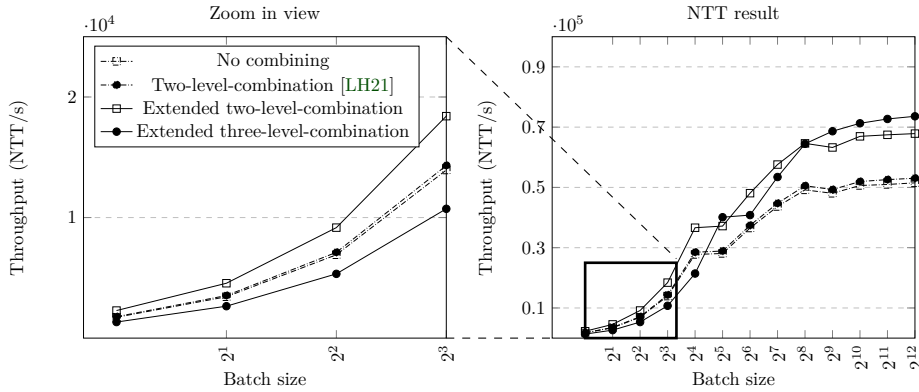 Zoom in view
·10^4
2
1
Throughput (NTT/s)
No combining
Two-level-combination [LH21]
Extended two-level-combination
Extended three-level-combination
2^1
2^2
2^3
Batch size
NTT result
·10^5
0.9
0.7
0.5
0.3
0.1
Throughput (NTT/s)
2^1
2^2
2^3
2^4
2^5
2^6
2^7
2^8
2^9
2^10
2^11
2^12
Batch size